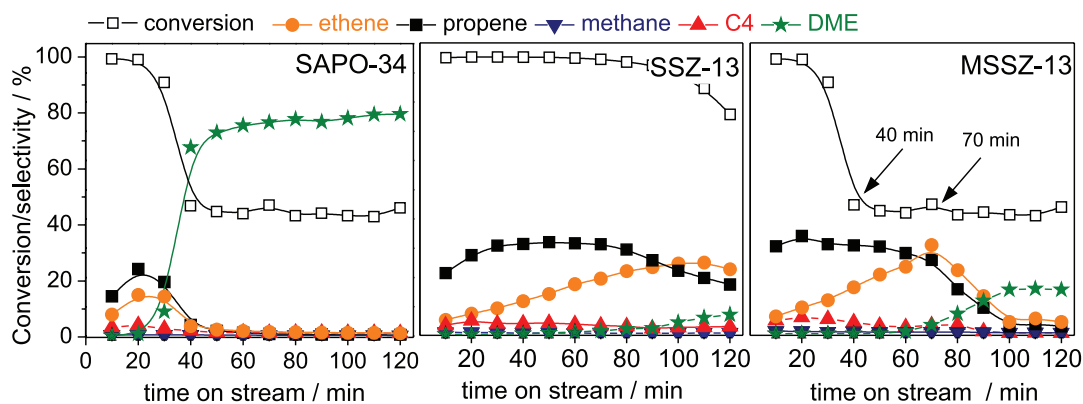 conversion ethene propene methane C4 DME
SAPO-34 SSZ-13 MSSZ-13
Conversion/selectivity / %
100
80
60
40
20
0
40 min
70 min
0 20 40 60 80 100 120
20 40 60 80 100 120
20 40 60 80 100 120
time on stream / min time on stream / min time on stream / min